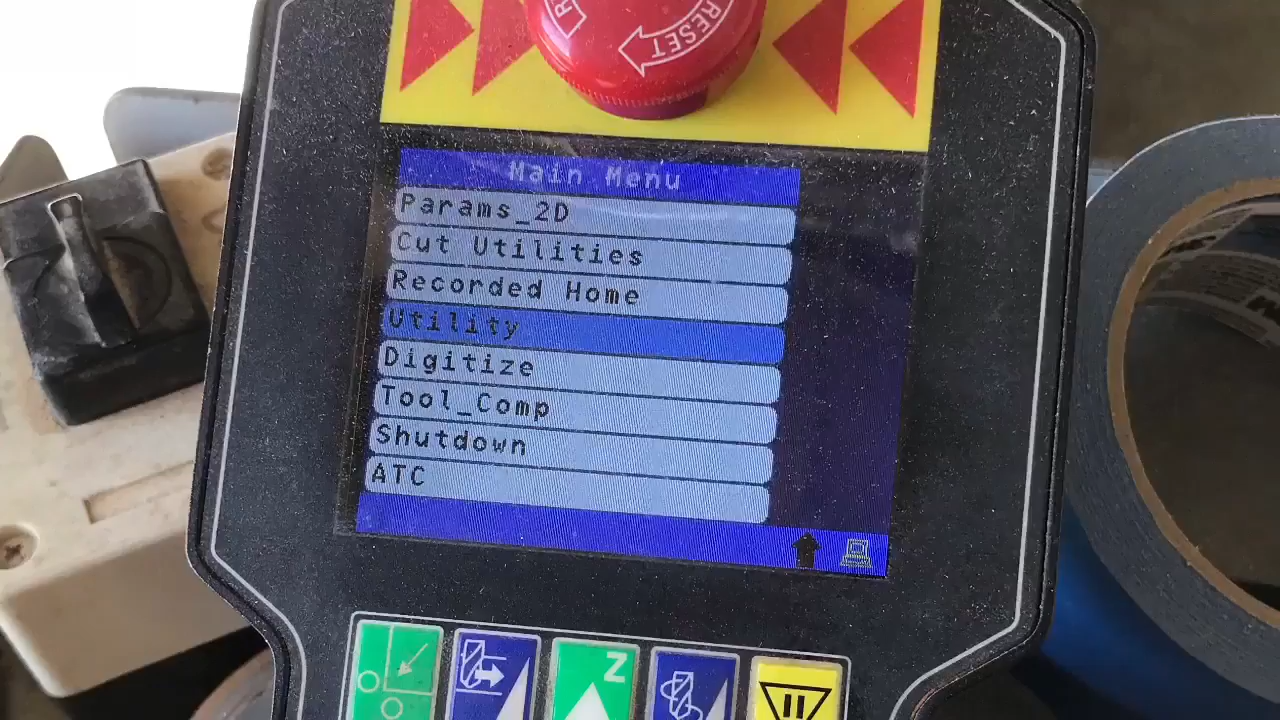 RESET
R
Main Menu
Params_2D
Cut Utilities
Recorded Home
Utility
Digitize
Tool_Comp
Shutdown
ATC
Z